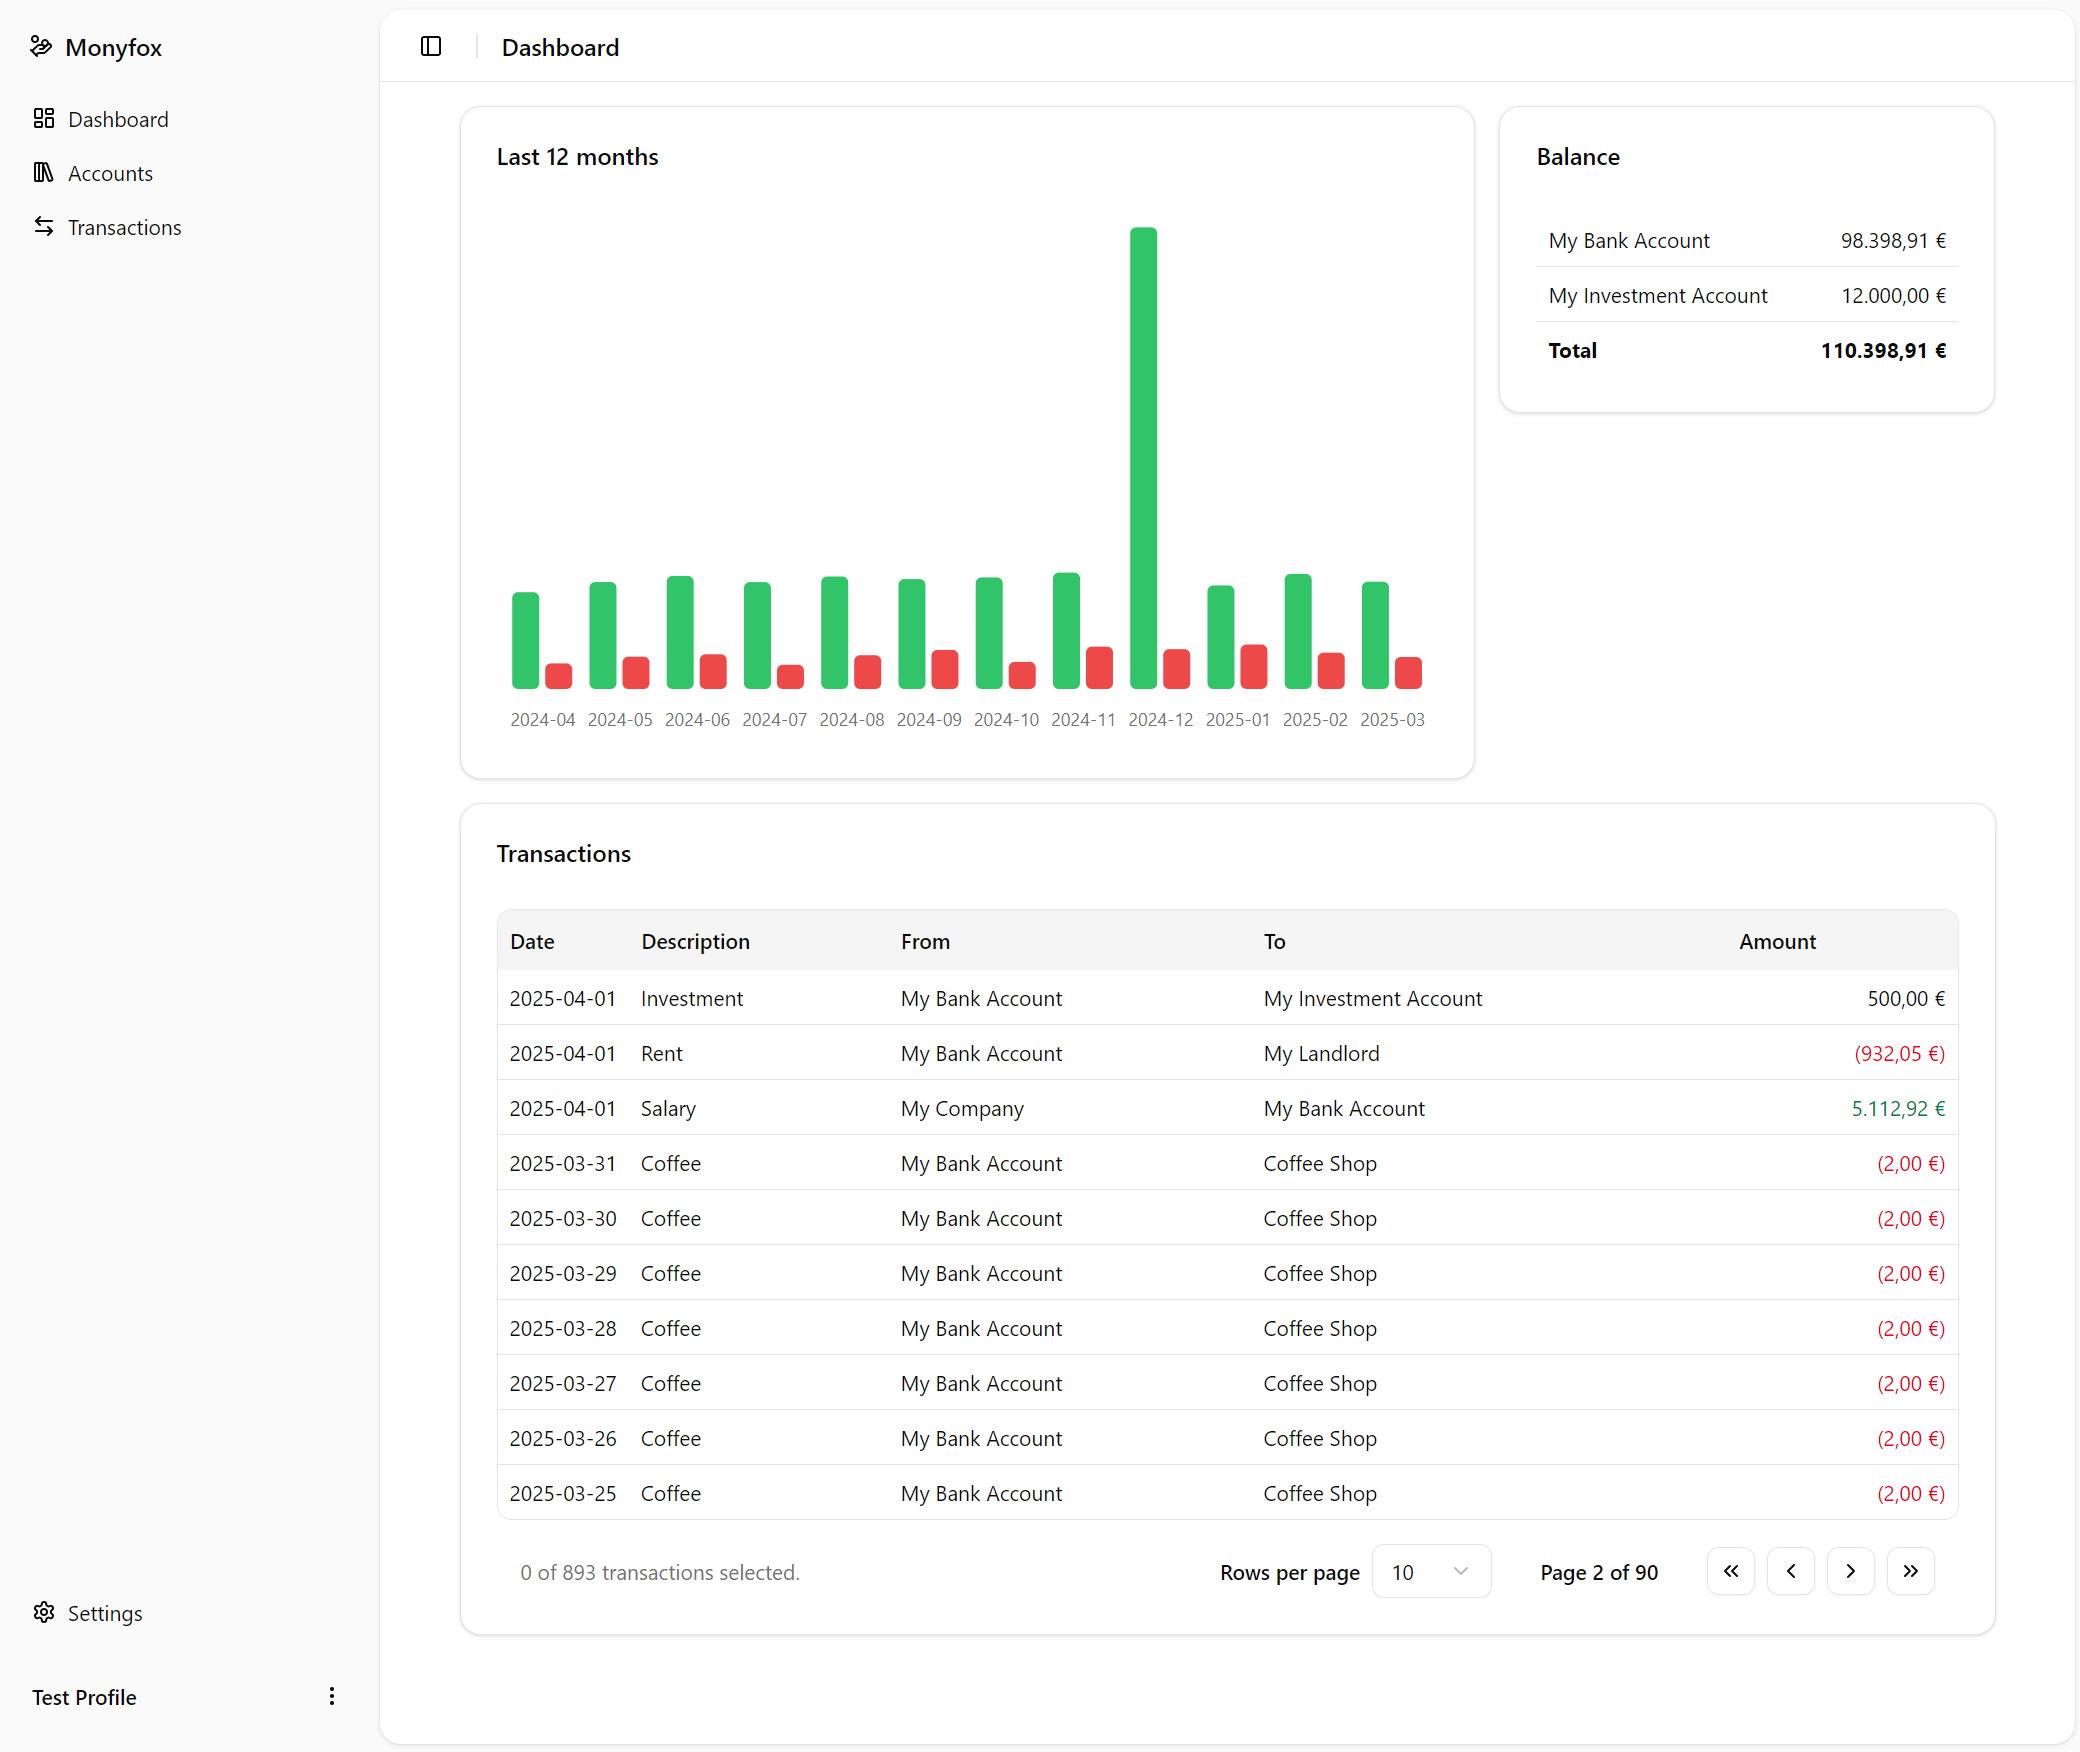 Monyfox
Dashboard
Accounts
Transactions
Settings
Test Profile
Dashboard
Last 12 months
2024-04 2024-05 2024-06 2024-07 2024-08 2024-09 2024-10 2024-11 2024-12 2025-01 2025-02 2025-03
Balance
My Bank Account 98.398,91 €
My Investment Account 12.000,00 €
Total 110.398,91 €
Transactions
Date Description From To Amount
2025-04-01 Investment My Bank Account My Investment Account 500,00 €
2025-04-01 Rent My Bank Account My Landlord (932,05 €)
2025-04-01 Salary My Company My Bank Account 5.112,92 €
2025-03-31 Coffee My Bank Account Coffee Shop (2,00 €)
2025-03-30 Coffee My Bank Account Coffee Shop (2,00 €)
2025-03-29 Coffee My Bank Account Coffee Shop (2,00 €)
2025-03-28 Coffee My Bank Account Coffee Shop (2,00 €)
2025-03-27 Coffee My Bank Account Coffee Shop (2,00 €)
2025-03-26 Coffee My Bank Account Coffee Shop (2,00 €)
2025-03-25 Coffee My Bank Account Coffee Shop (2,00 €)
0 of 893 transactions selected. Rows per page 10 Page 2 of 90